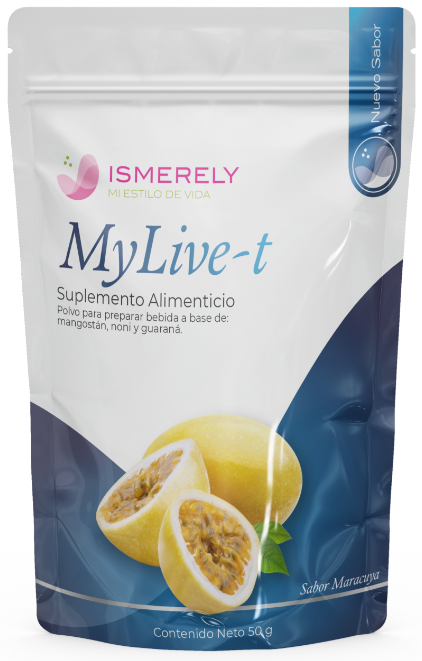 Nuevo Sabor
ISMERELY
MI ESTILO DE VIDA
MyLive-t
Suplemento Alimenticio
Polvo para preparar bebida a base de:
mangostán, noni y guaraná.
Sabor Maracuya
Contenido Neto 50 g